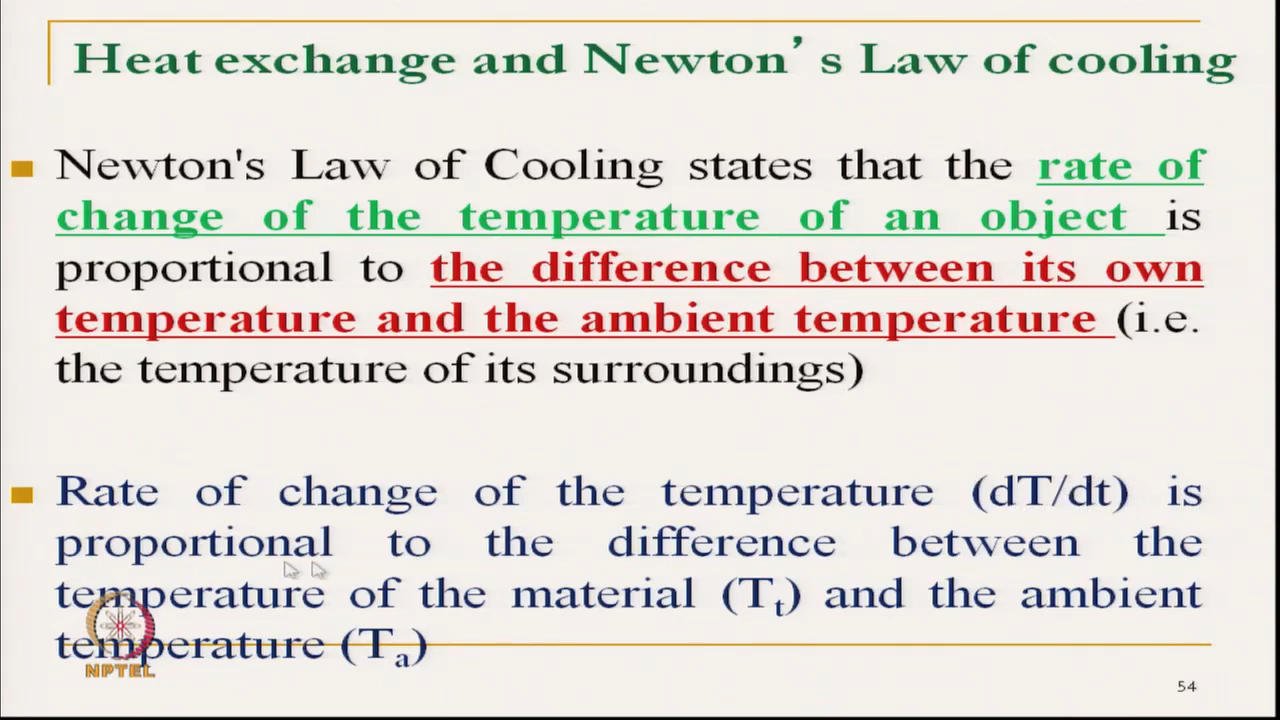 Heat exchange and Newton's Law of cooling
Newton's Law of Cooling states that the rate of
change of the temperature of an object is
proportional to the difference between its own
temperature and the ambient temperature (i.e.
the temperature of its surroundings)
Rate of change of the temperature (dT/dt) is
proportional to the difference between the
temperature of the material (Tt) and the ambient
temperature (Ta)
NPTEL
54